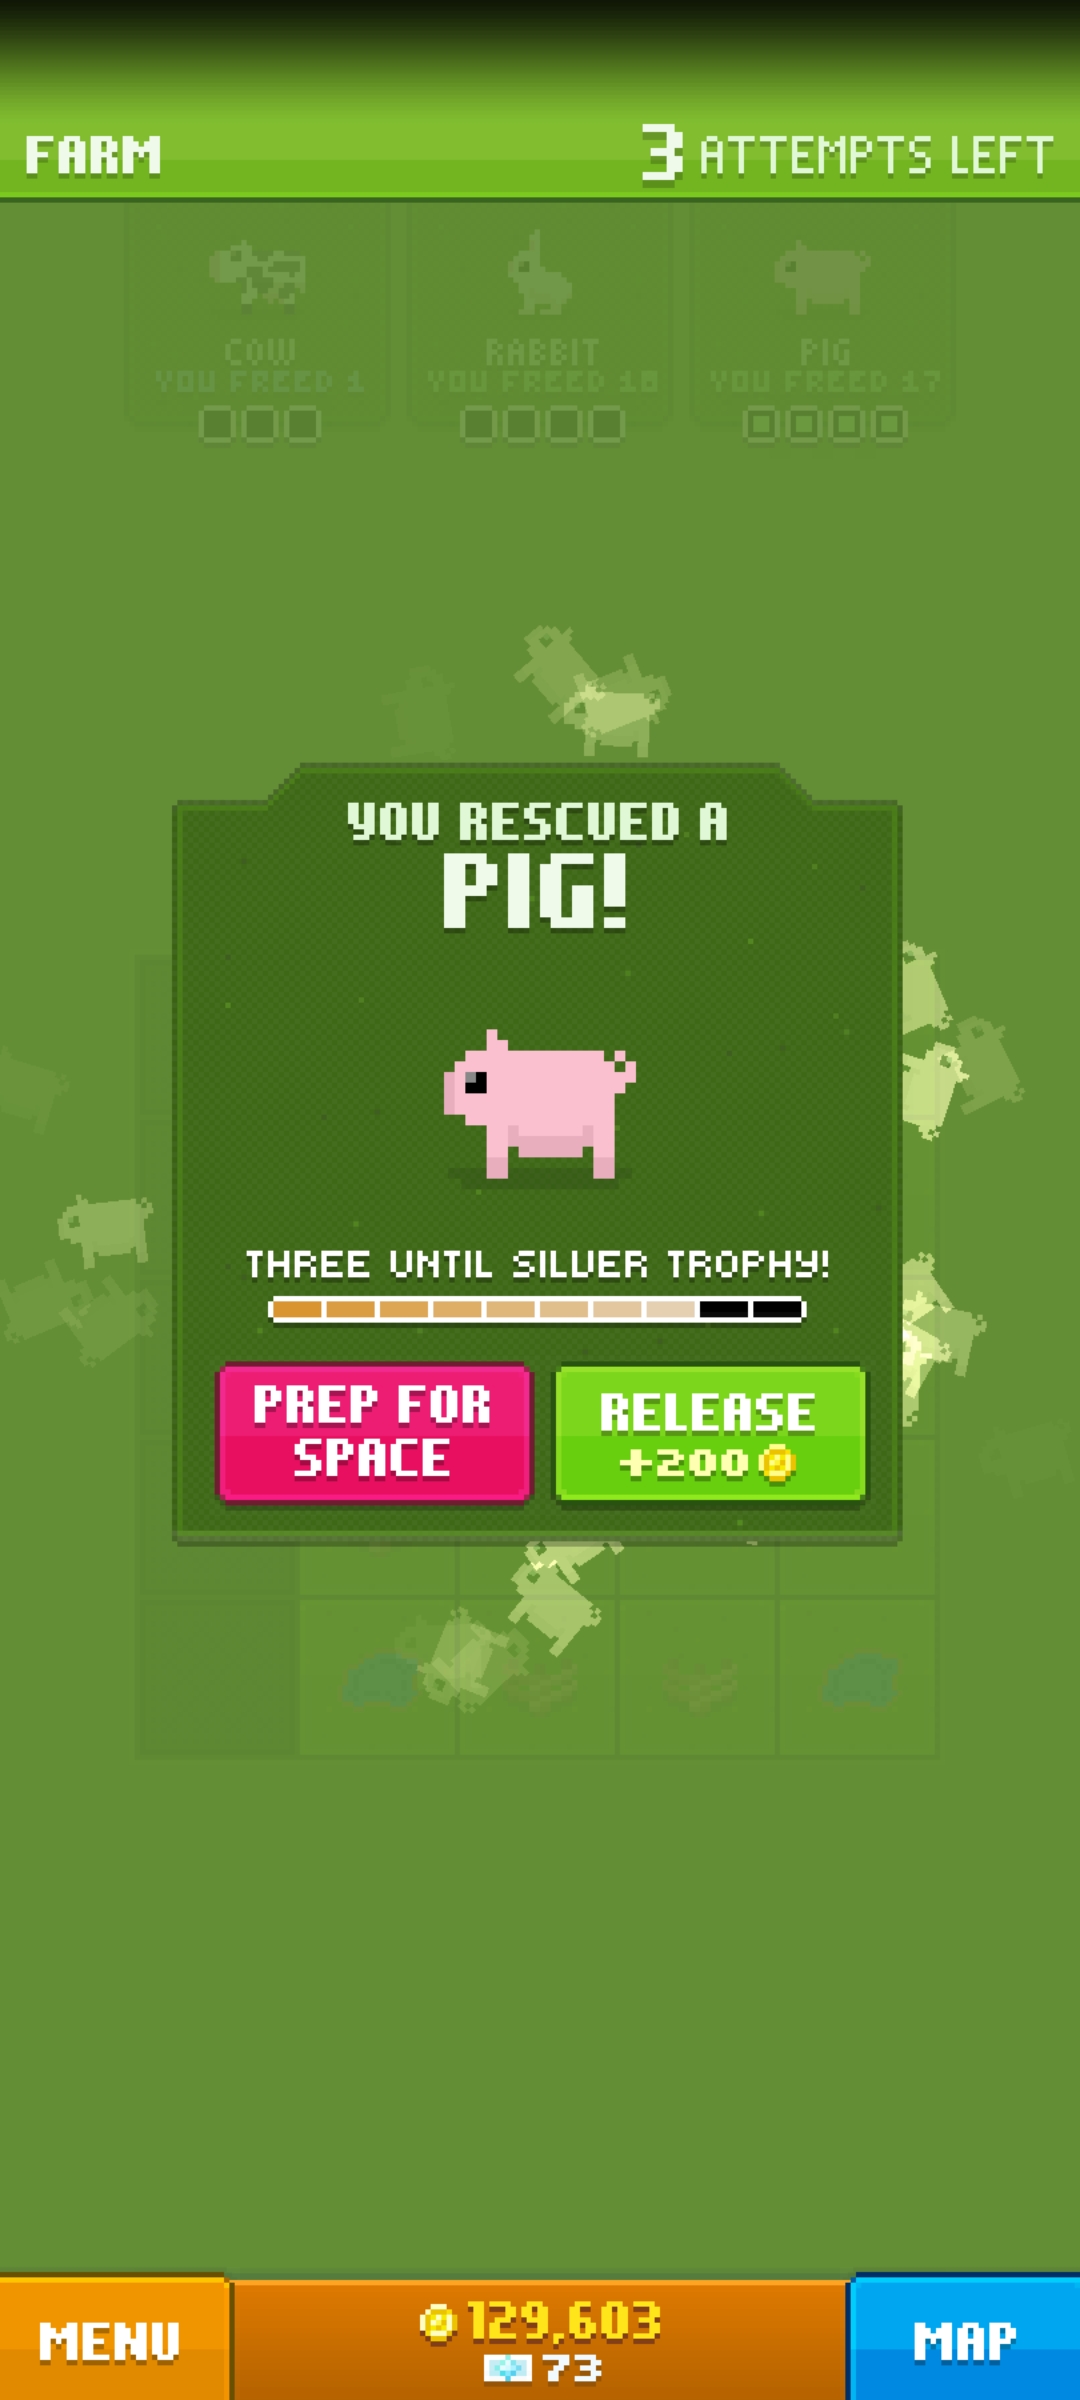 FARM
3 ATTEMPTS LEFT
COW
YOU FREED 1
RABBIT
YOU FREED 18
PIG
YOU FREED 17
YOU RESCUED A
PIG!
THREE UNTIL SILVER TROPHY!
PREP FOR
SPACE
RELEASE
+200
MENU
129,603
73
MAP